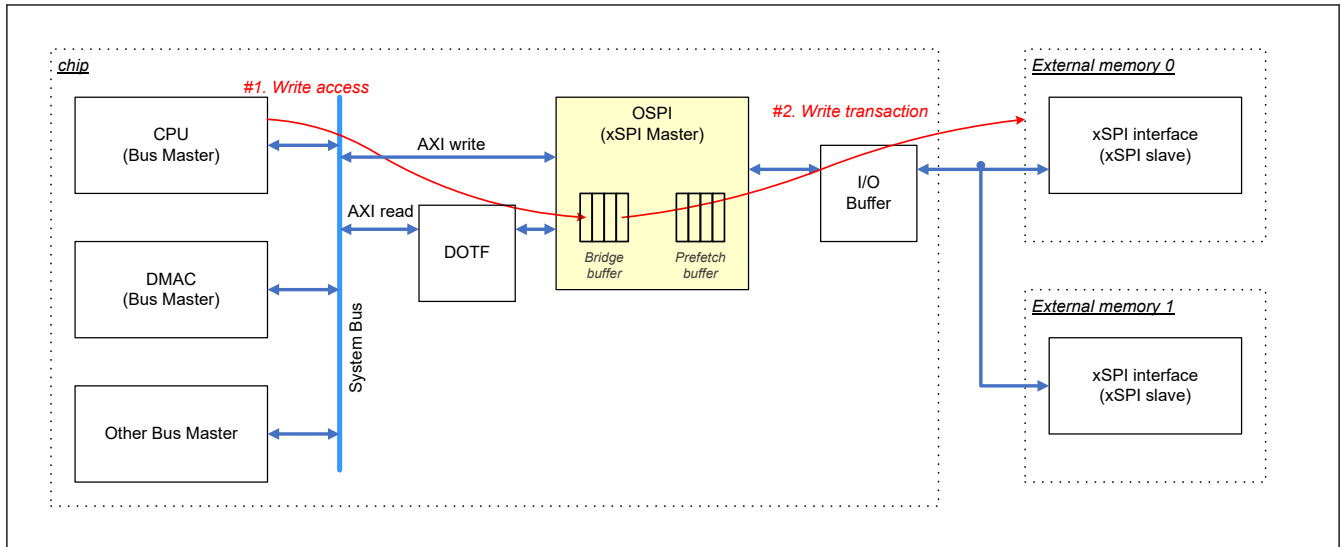 chip
#1. Write access
CPU
(Bus Master)
DMAC
(Bus Master)
Other Bus Master
System Bus
AXI write
AXI read
DOTF
OSPI
(xSPI Master)
Bridge
buffer
Prefetch
buffer
#2. Write transaction
I/O
Buffer
External memory 0
xSPI interface
(xSPI slave)
External memory 1
xSPI interface
(xSPI slave)